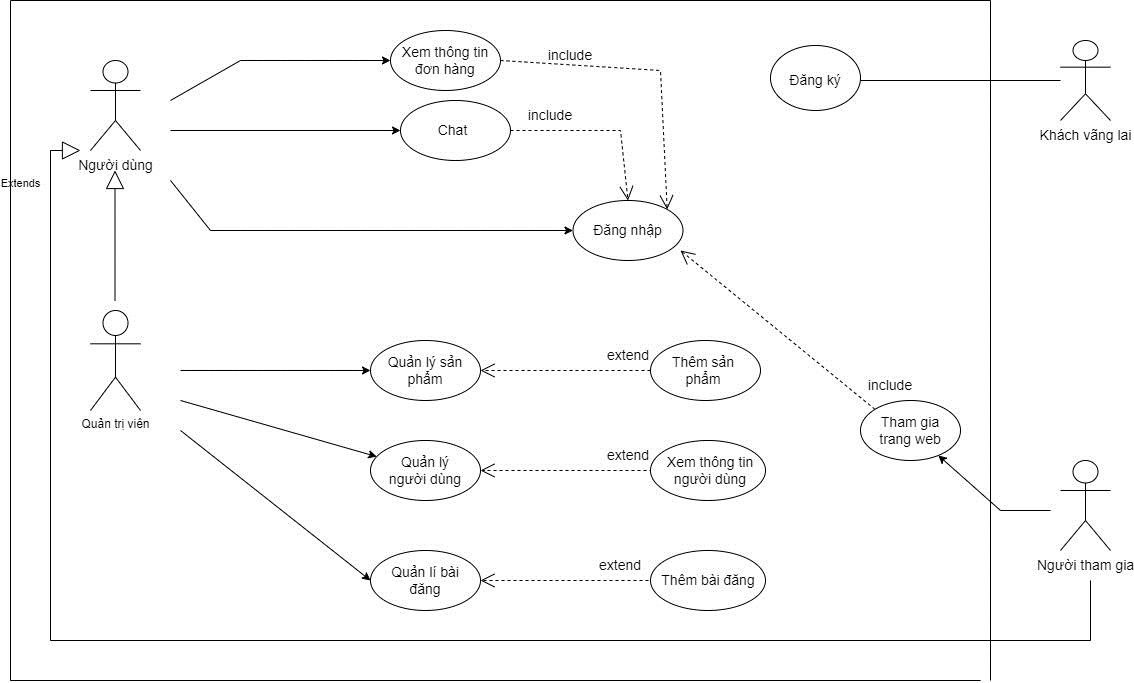 Xem thông tin
đơn hàng
include
Đăng ký
Khách vãng lai
Chat
include
Người dùng
Extends
Đăng nhập
Quản lý sản
phẩm
extend
Thêm sản
phẩm
include
Tham gia
trang web
Quản trị viên
Quản lý
người dùng
extend
Xem thông tin
người dùng
Người tham gia
Quản lí bài
đăng
extend
Thêm bài đăng